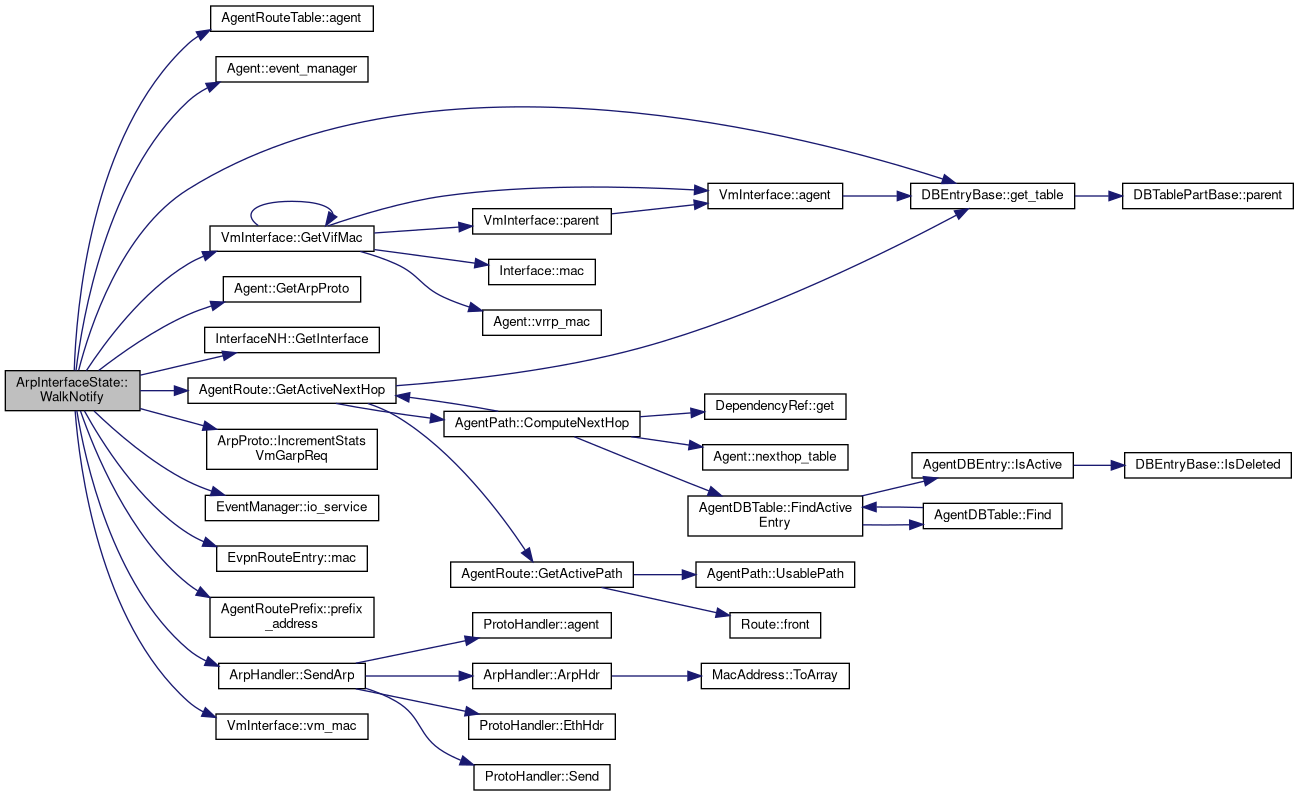 AgentRouteTable::agent
Agent::event_manager
VmInterface::agent
DBEntryBase::get_table
DBTablePartBase::parent
VmInterface::parent
VmInterface::GetVifMac
Interface::mac
Agent::GetArpProto
Agent::vrrp_mac
InterfaceNH::GetInterface
ArpInterfaceState::
WalkNotify
AgentRoute::GetActiveNextHop
DependencyRef::get
AgentPath::ComputeNextHop
ArpProto::IncrementStats
VmGarpReq
Agent::nexthop_table
AgentDBEntry::IsActive
DBEntryBase::IsDeleted
EventManager::io_service
AgentDBTable::FindActive
Entry
AgentDBTable::Find
EvpnRouteEntry::mac
AgentRoute::GetActivePath
AgentPath::UsablePath
AgentRoutePrefix::prefix
_address
ProtoHandler::agent
Route::front
ArpHandler::SendArp
ArpHandler::ArpHdr
MacAddress::ToArray
VmInterface::vm_mac
ProtoHandler::EthHdr
ProtoHandler::Send